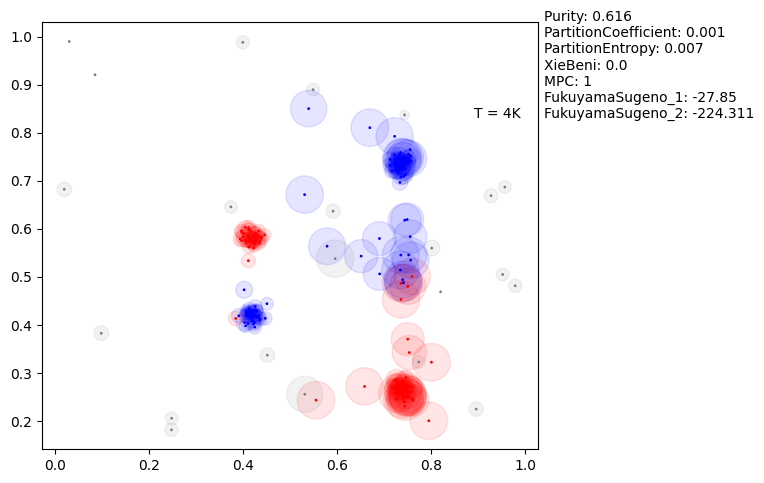 Purity: 0.616
PartitionCoefficient: 0.001
PartitionEntropy: 0.007
XieBeni: 0.0
MPC: 1
FukuyamaSugeno_1: -27.85
FukuyamaSugeno_2: -224.311
T = 4K
1.0
0.9
0.8
0.7
0.6
0.5
0.4
0.3
0.2
0.0 0.2 0.4 0.6 0.8 1.0